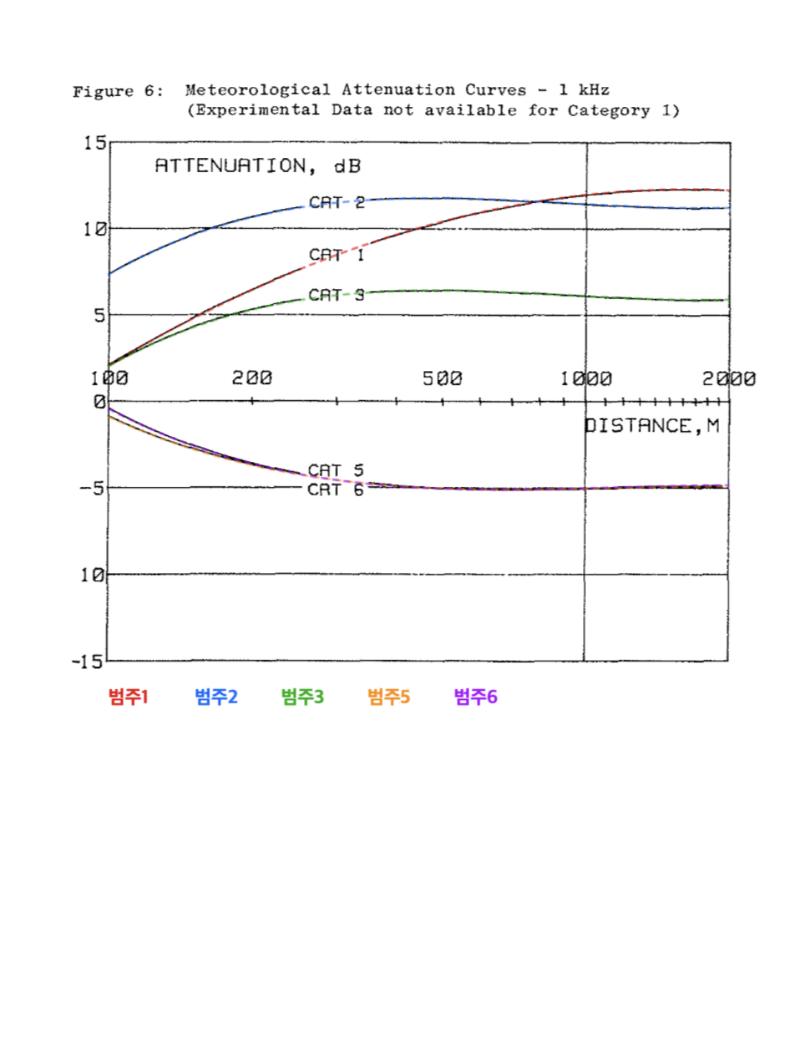 Figure 6: Meteorological Attenuation Curves - 1 kHz
(Experimental Data not available for Category 1)
15
ATTENUATION, dB
CAT 2
10
CAT 1
CAT 3
5
100 200 500 1000 2000
0
DISTANCE, M
CAT 5
-5
CAT 6
10
-15
범주1 범주2 범주3 범주5 범주6